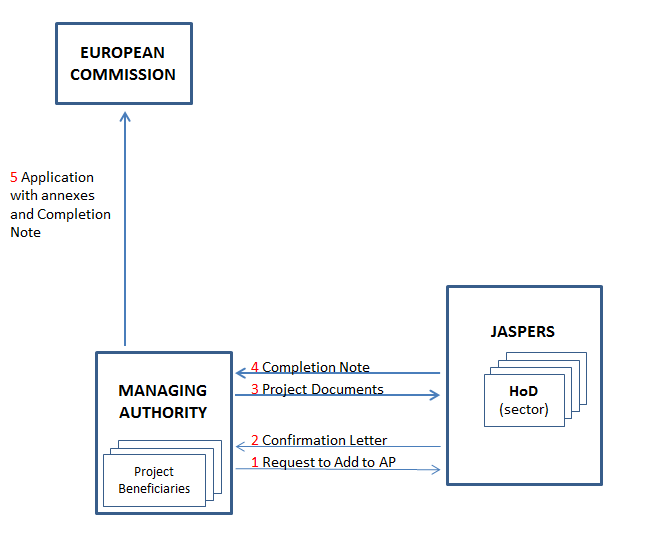 EUROPEAN
COMMISSION
5 Application
with annexes
and Completion
Note
JASPERS
HoD
(sector)
4 Completion Note
3 Project Documents
MANAGING
AUTHORITY
2 Confirmation Letter
1 Request to Add to AP
Project
Beneficiaries